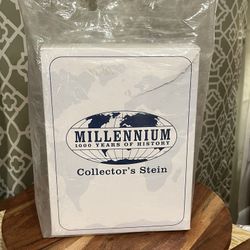 MILLENNIUM
1000 YEARS OF HISTORY
Collector's Stein